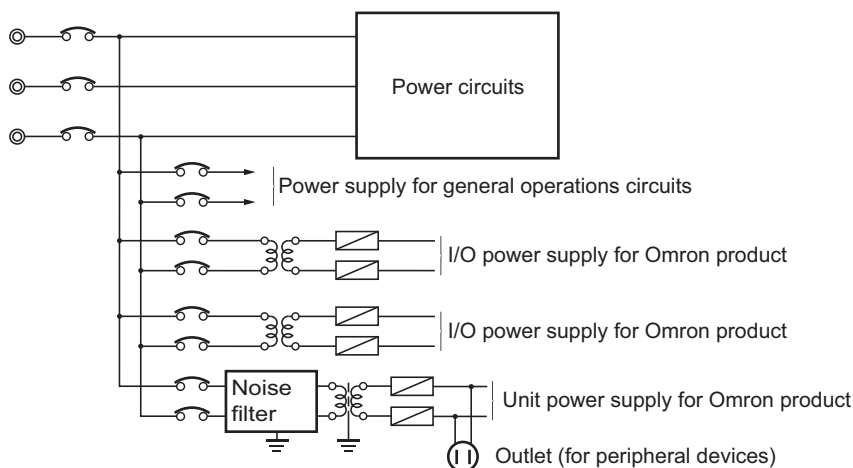 Power circuits
Power supply for general operations circuits
I/O power supply for Omron product
I/O power supply for Omron product
Noise
filter
Unit power supply for Omron product
Outlet (for peripheral devices)